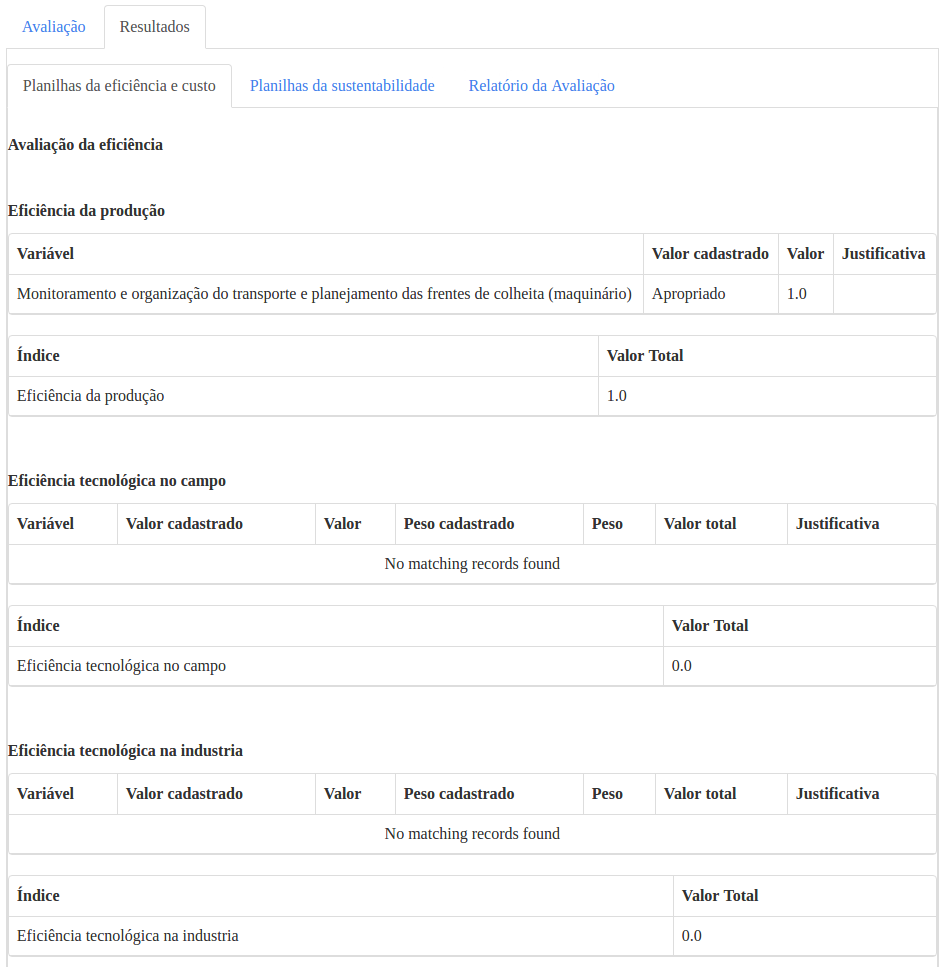 Avaliação Resultados
Planilhas da eficiência e custo Planilhas da sustentabilidade Relatório da Avaliação
Avaliação da eficiência
Eficiência da produção
Variável Valor cadastrado Valor Justificativa
Monitoramento e organização do transporte e planejamento das frentes de colheita (maquinário) Apropriado 1.0
Índice Valor Total
Eficiência da produção 1.0
Eficiência tecnológica no campo
Variável Valor cadastrado Valor Peso cadastrado Peso Valor total Justificativa
No matching records found
Índice Valor Total
Eficiência tecnológica no campo 0.0
Eficiência tecnológica na industria
Variável Valor cadastrado Valor Peso cadastrado Peso Valor total Justificativa
No matching records found
Índice Valor Total
Eficiência tecnológica na industria 0.0